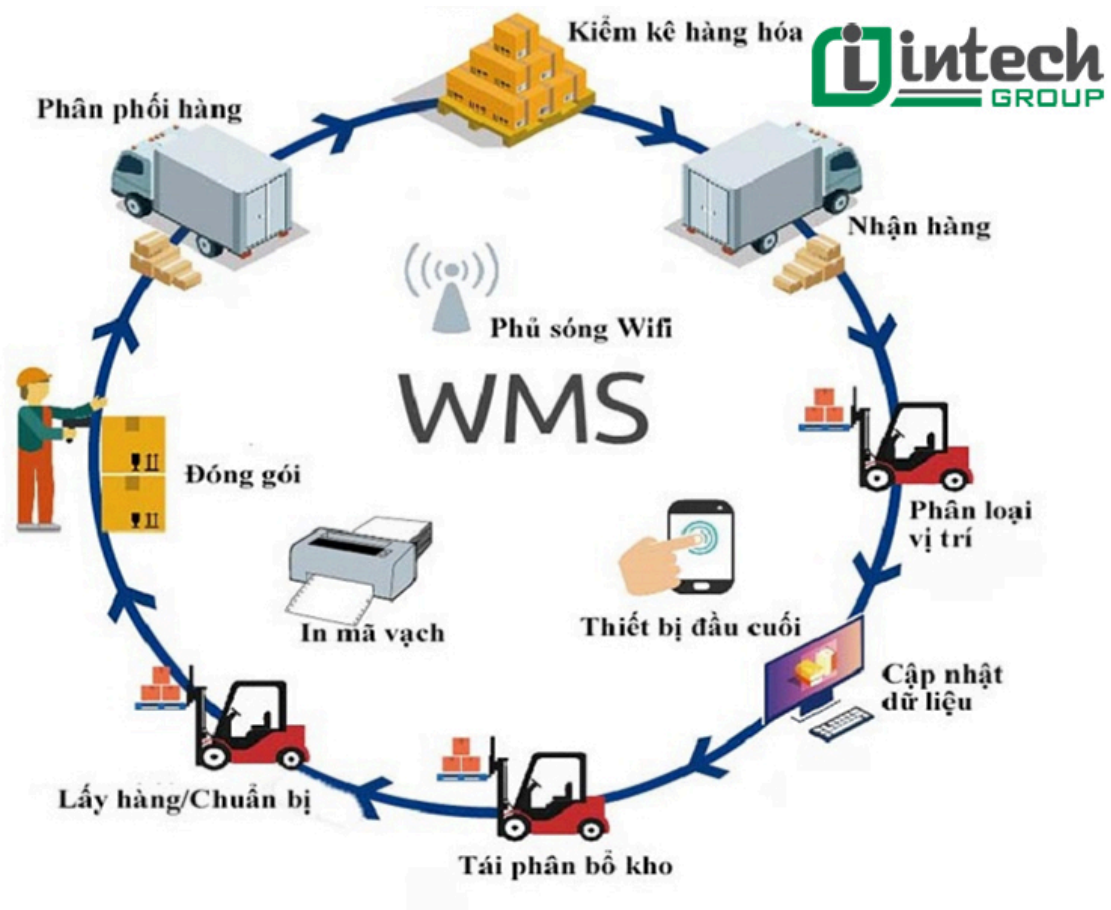 Kiểm kê hàng hóa
intech
GROUP
Phân phối hàng
Nhận hàng
Phủ sóng Wifi
WMS
Đóng gói
Phân loại
vị trí
In mã vạch
Thiết bị đầu cuối
Cập nhật
dữ liệu
Lấy hàng/Chuẩn bị
Tái phân bổ kho